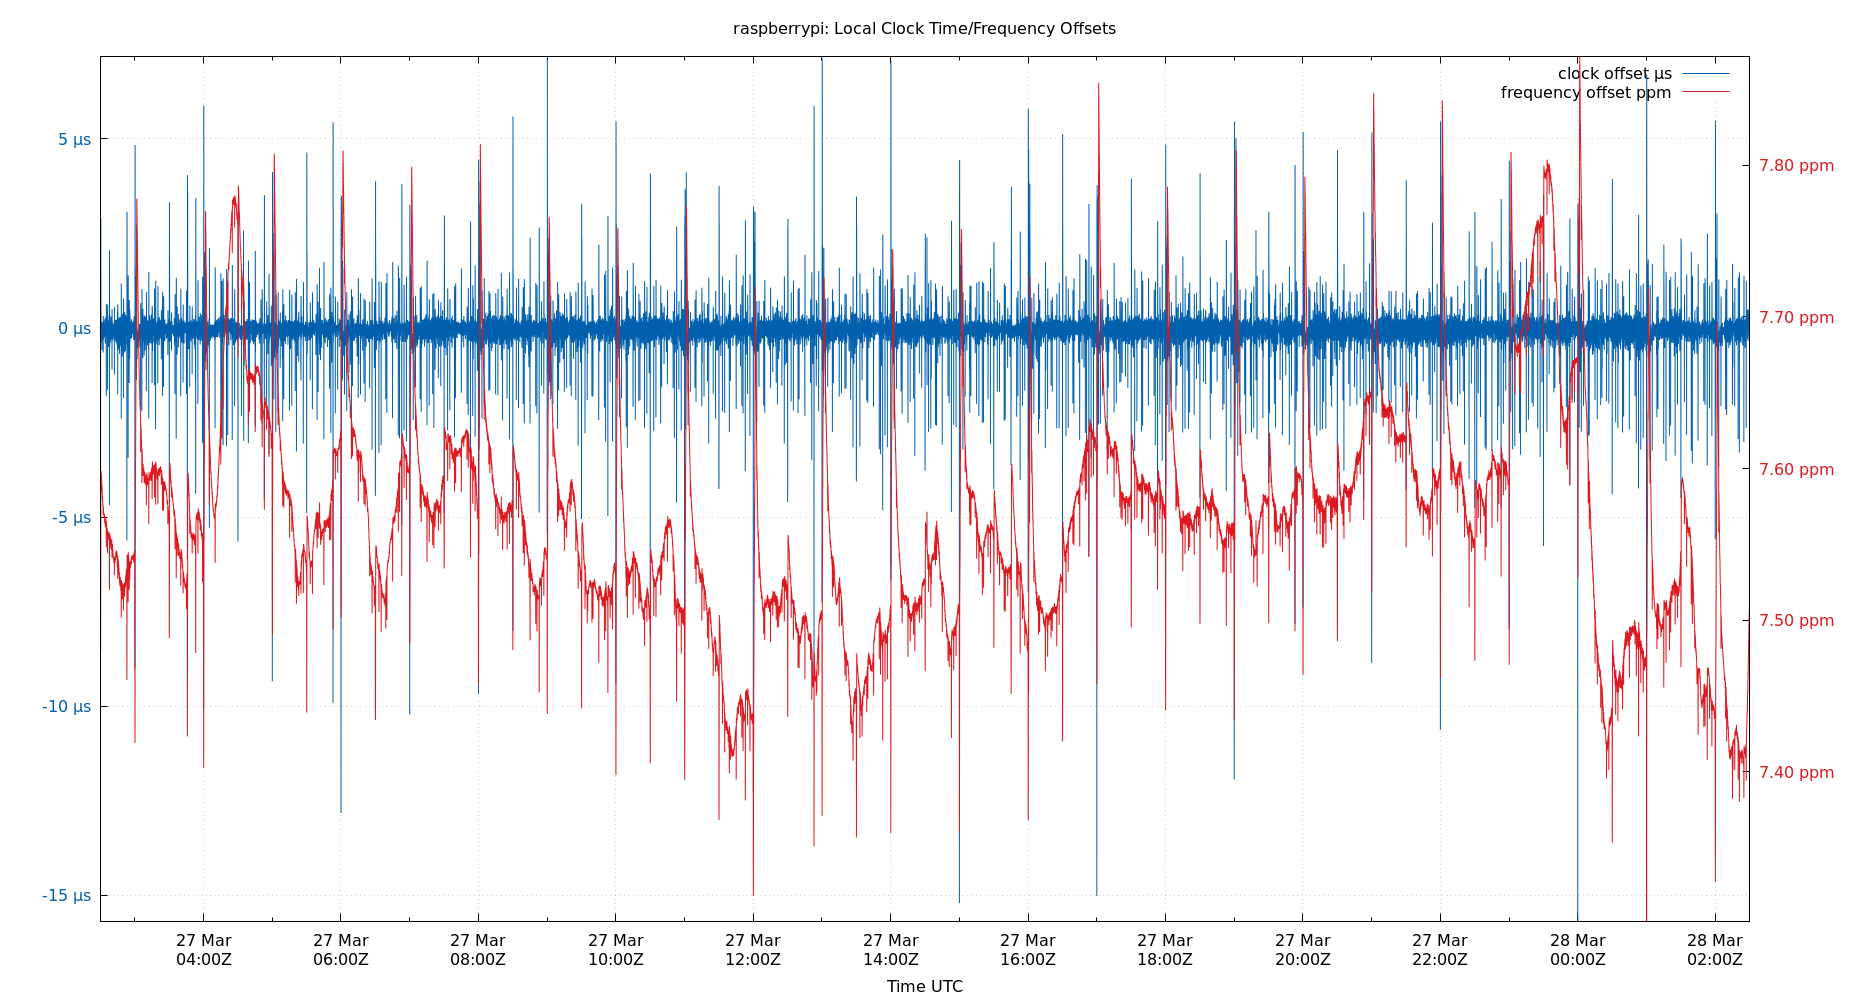 raspberrypi: Local Clock Time/Frequency Offsets
clock offset µs
frequency offset ppm
5 µs
0 µs
-5 µs
-10 µs
-15 µs
7.80 ppm
7.70 ppm
7.60 ppm
7.50 ppm
7.40 ppm
27 Mar 27 Mar 27 Mar 27 Mar 27 Mar 27 Mar 27 Mar 27 Mar 27 Mar 27 Mar 28 Mar 28 Mar
04:00Z 06:00Z 08:00Z 10:00Z 12:00Z 14:00Z 16:00Z 18:00Z 20:00Z 22:00Z 00:00Z 02:00Z
Time UTC